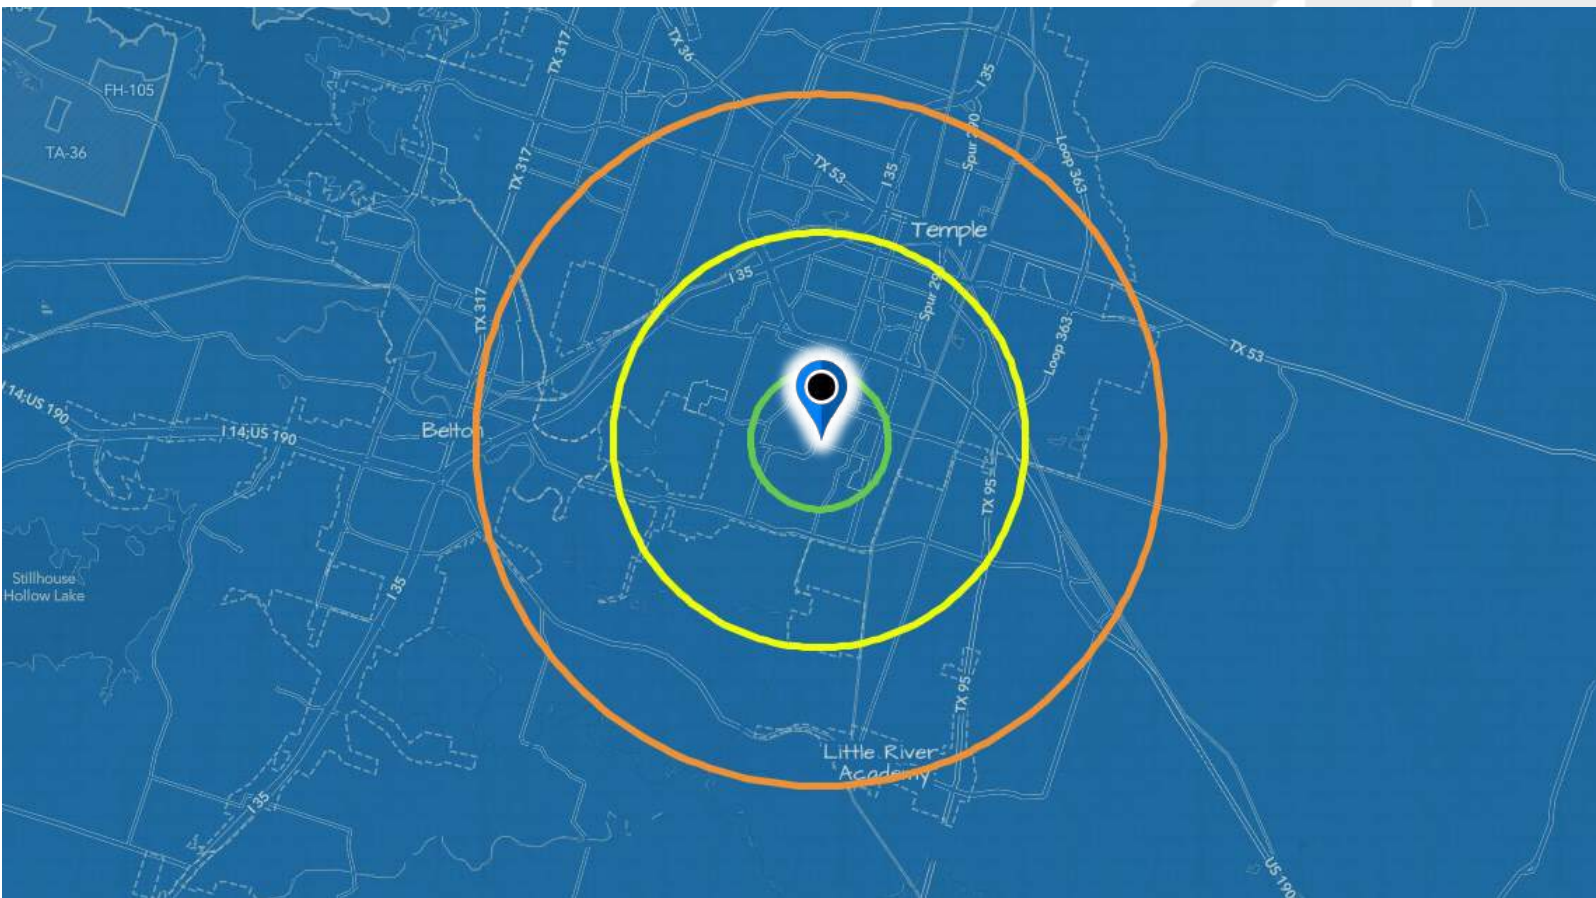 TX 317
TX 36
I 35
FH-105
TA-36
TX 317
TX 53
I 35
Spur 290
Loop 363
Temple
I 35
TX 317
Loop 363
TX 53
I 14;US 190
I 14;US 190
Belton
TX 95
Stillhouse
Hollow Lake
I 35
TX 95
Little River-
Academy
I 35
US 190